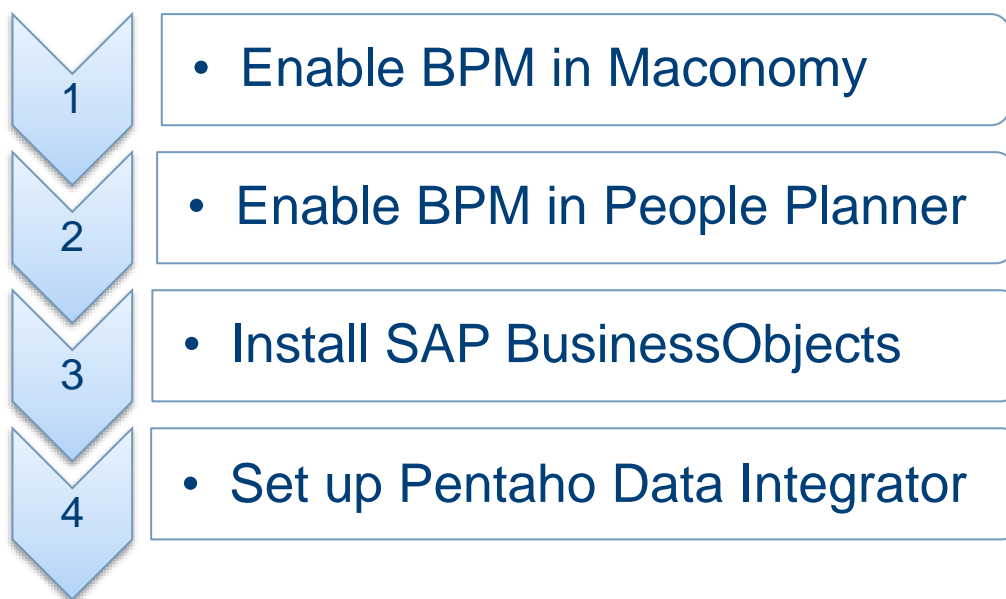 1
• Enable BPM in Maconomy
2
• Enable BPM in People Planner
3
• Install SAP BusinessObjects
4
• Set up Pentaho Data Integrator